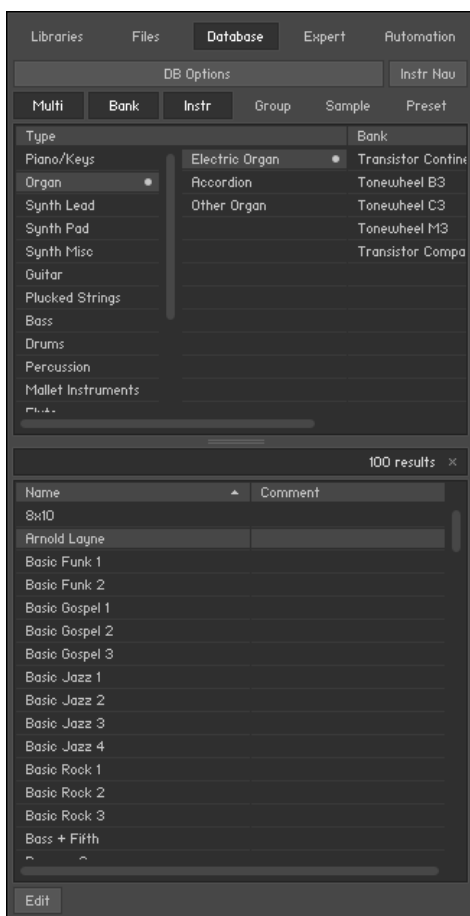 Libraries Files Database Expert Automation
DB Options Instr Nav
Multi Bank Instr Group Sample Preset
Type Bank
Piano/Keys Electric Organ Transistor Contine
Organ Accordion Tonewheel B3
Synth Lead Other Organ Tonewheel C3
Synth Pad Tonewheel M3
Synth Misc Transistor Compa
Guitar
Plucked Strings
Bass
Drums
Percussion
Mallet Instruments
100 results ×
Name Comment
8x10
Arnold Layne
Basic Funk 1
Basic Funk 2
Basic Gospel 1
Basic Gospel 2
Basic Gospel 3
Basic Jazz 1
Basic Jazz 2
Basic Jazz 3
Basic Jazz 4
Basic Rock 1
Basic Rock 2
Basic Rock 3
Bass + Fifth
Edit